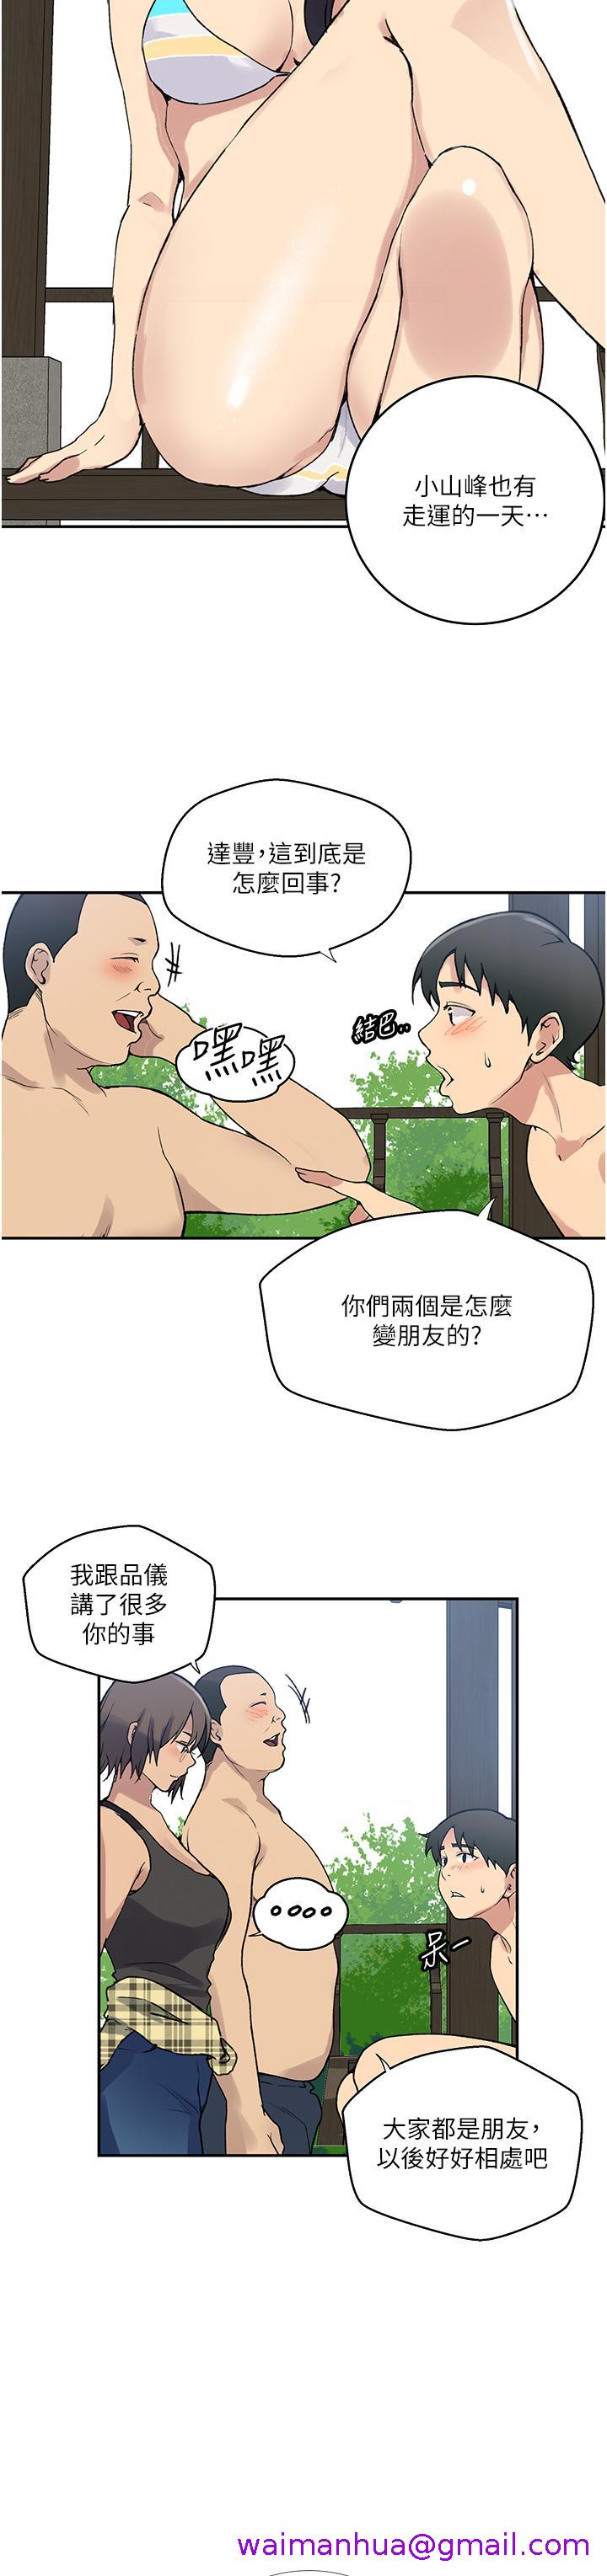 小山峰也有
走運的一天⋯
達豐,這到底是
怎麼回事?
嘿嘿
結巴..
你們兩個是怎麼
變朋友的?
我跟品儀
講了很多
你的事
呆—
大家都是朋友,
以後好好相處吧
waimanhua@gmail.com